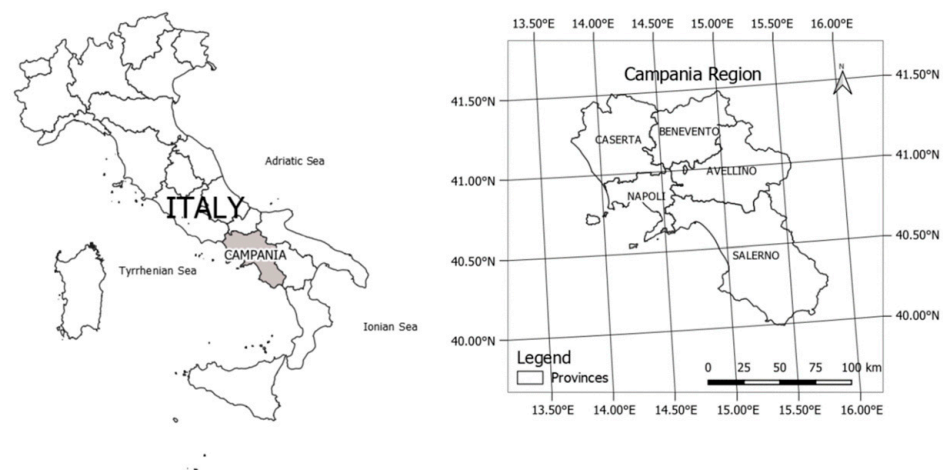 Adriatic Sea
ITALY
CAMPANIA
Tyrrhenian Sea
Ionian Sea
13.50°E 14.00°E 14.50°E 15.00°E 15.50°E 16.00°E
N
Campania Region
41.50°N
41.50°N
BENEVENTO
CASERTA
41.00°N
AVELLINO
41.00°N
NAPOLI
40.50°N
SALERNO
40.50°N
40.00°N
40.00°N
Legend
Provinces
0 25 50 75 100 km
13.50°E 14.00°E 14.50°E 15.00°E 15.50°E 16.00°E